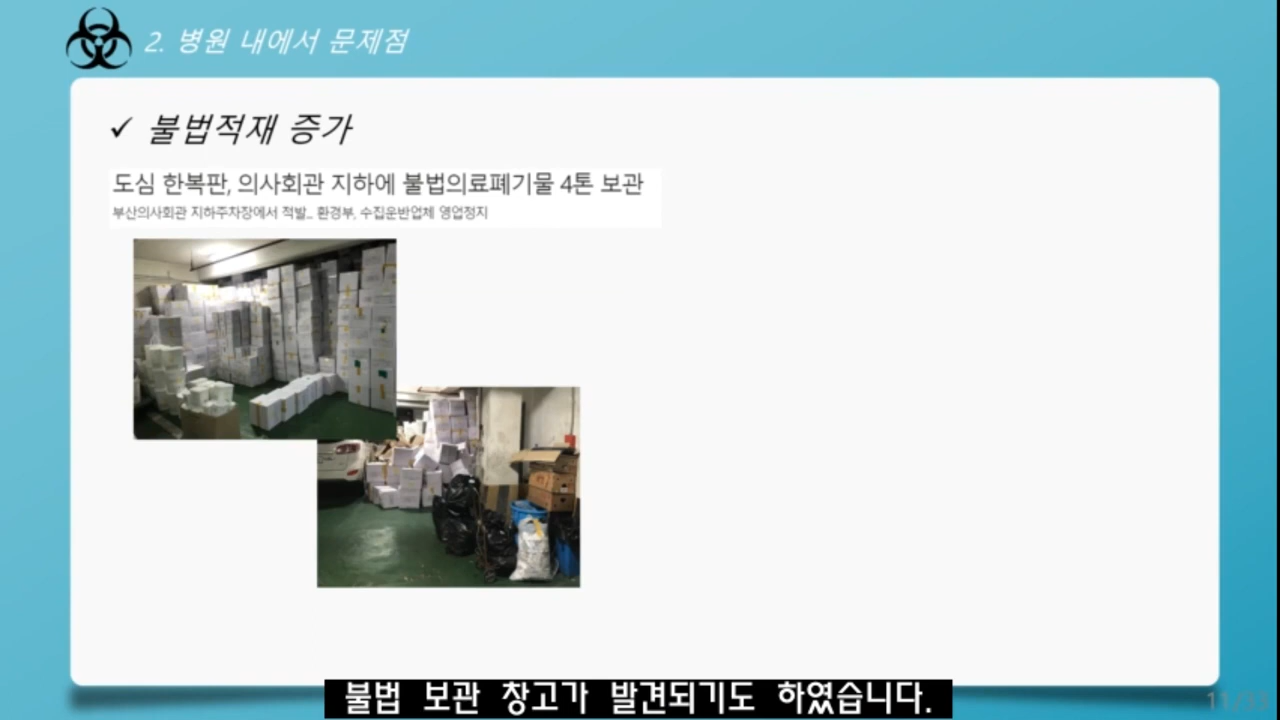 2. 병원 내에서 문제점
✓ 불법적재 증가
도심 한복판, 의사회관 지하에 불법의료폐기물 4톤 보관
부산의사회관 지하주차장에서 적발... 환경부, 수집운반업체 영업정지
불법 보관 창고가 발견되기도 하였습니다.